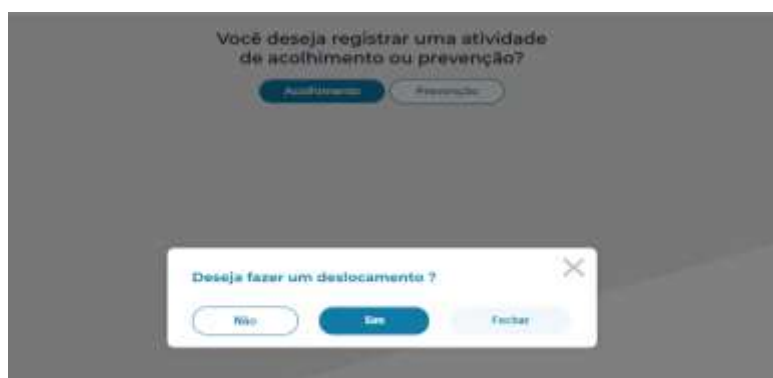 Você deseja registrar uma atividade
de acolhimento ou prevenção?
Acolhimento
Prevenção
Deseja fazer um deslocamento ?
Não
Sim
Fechar